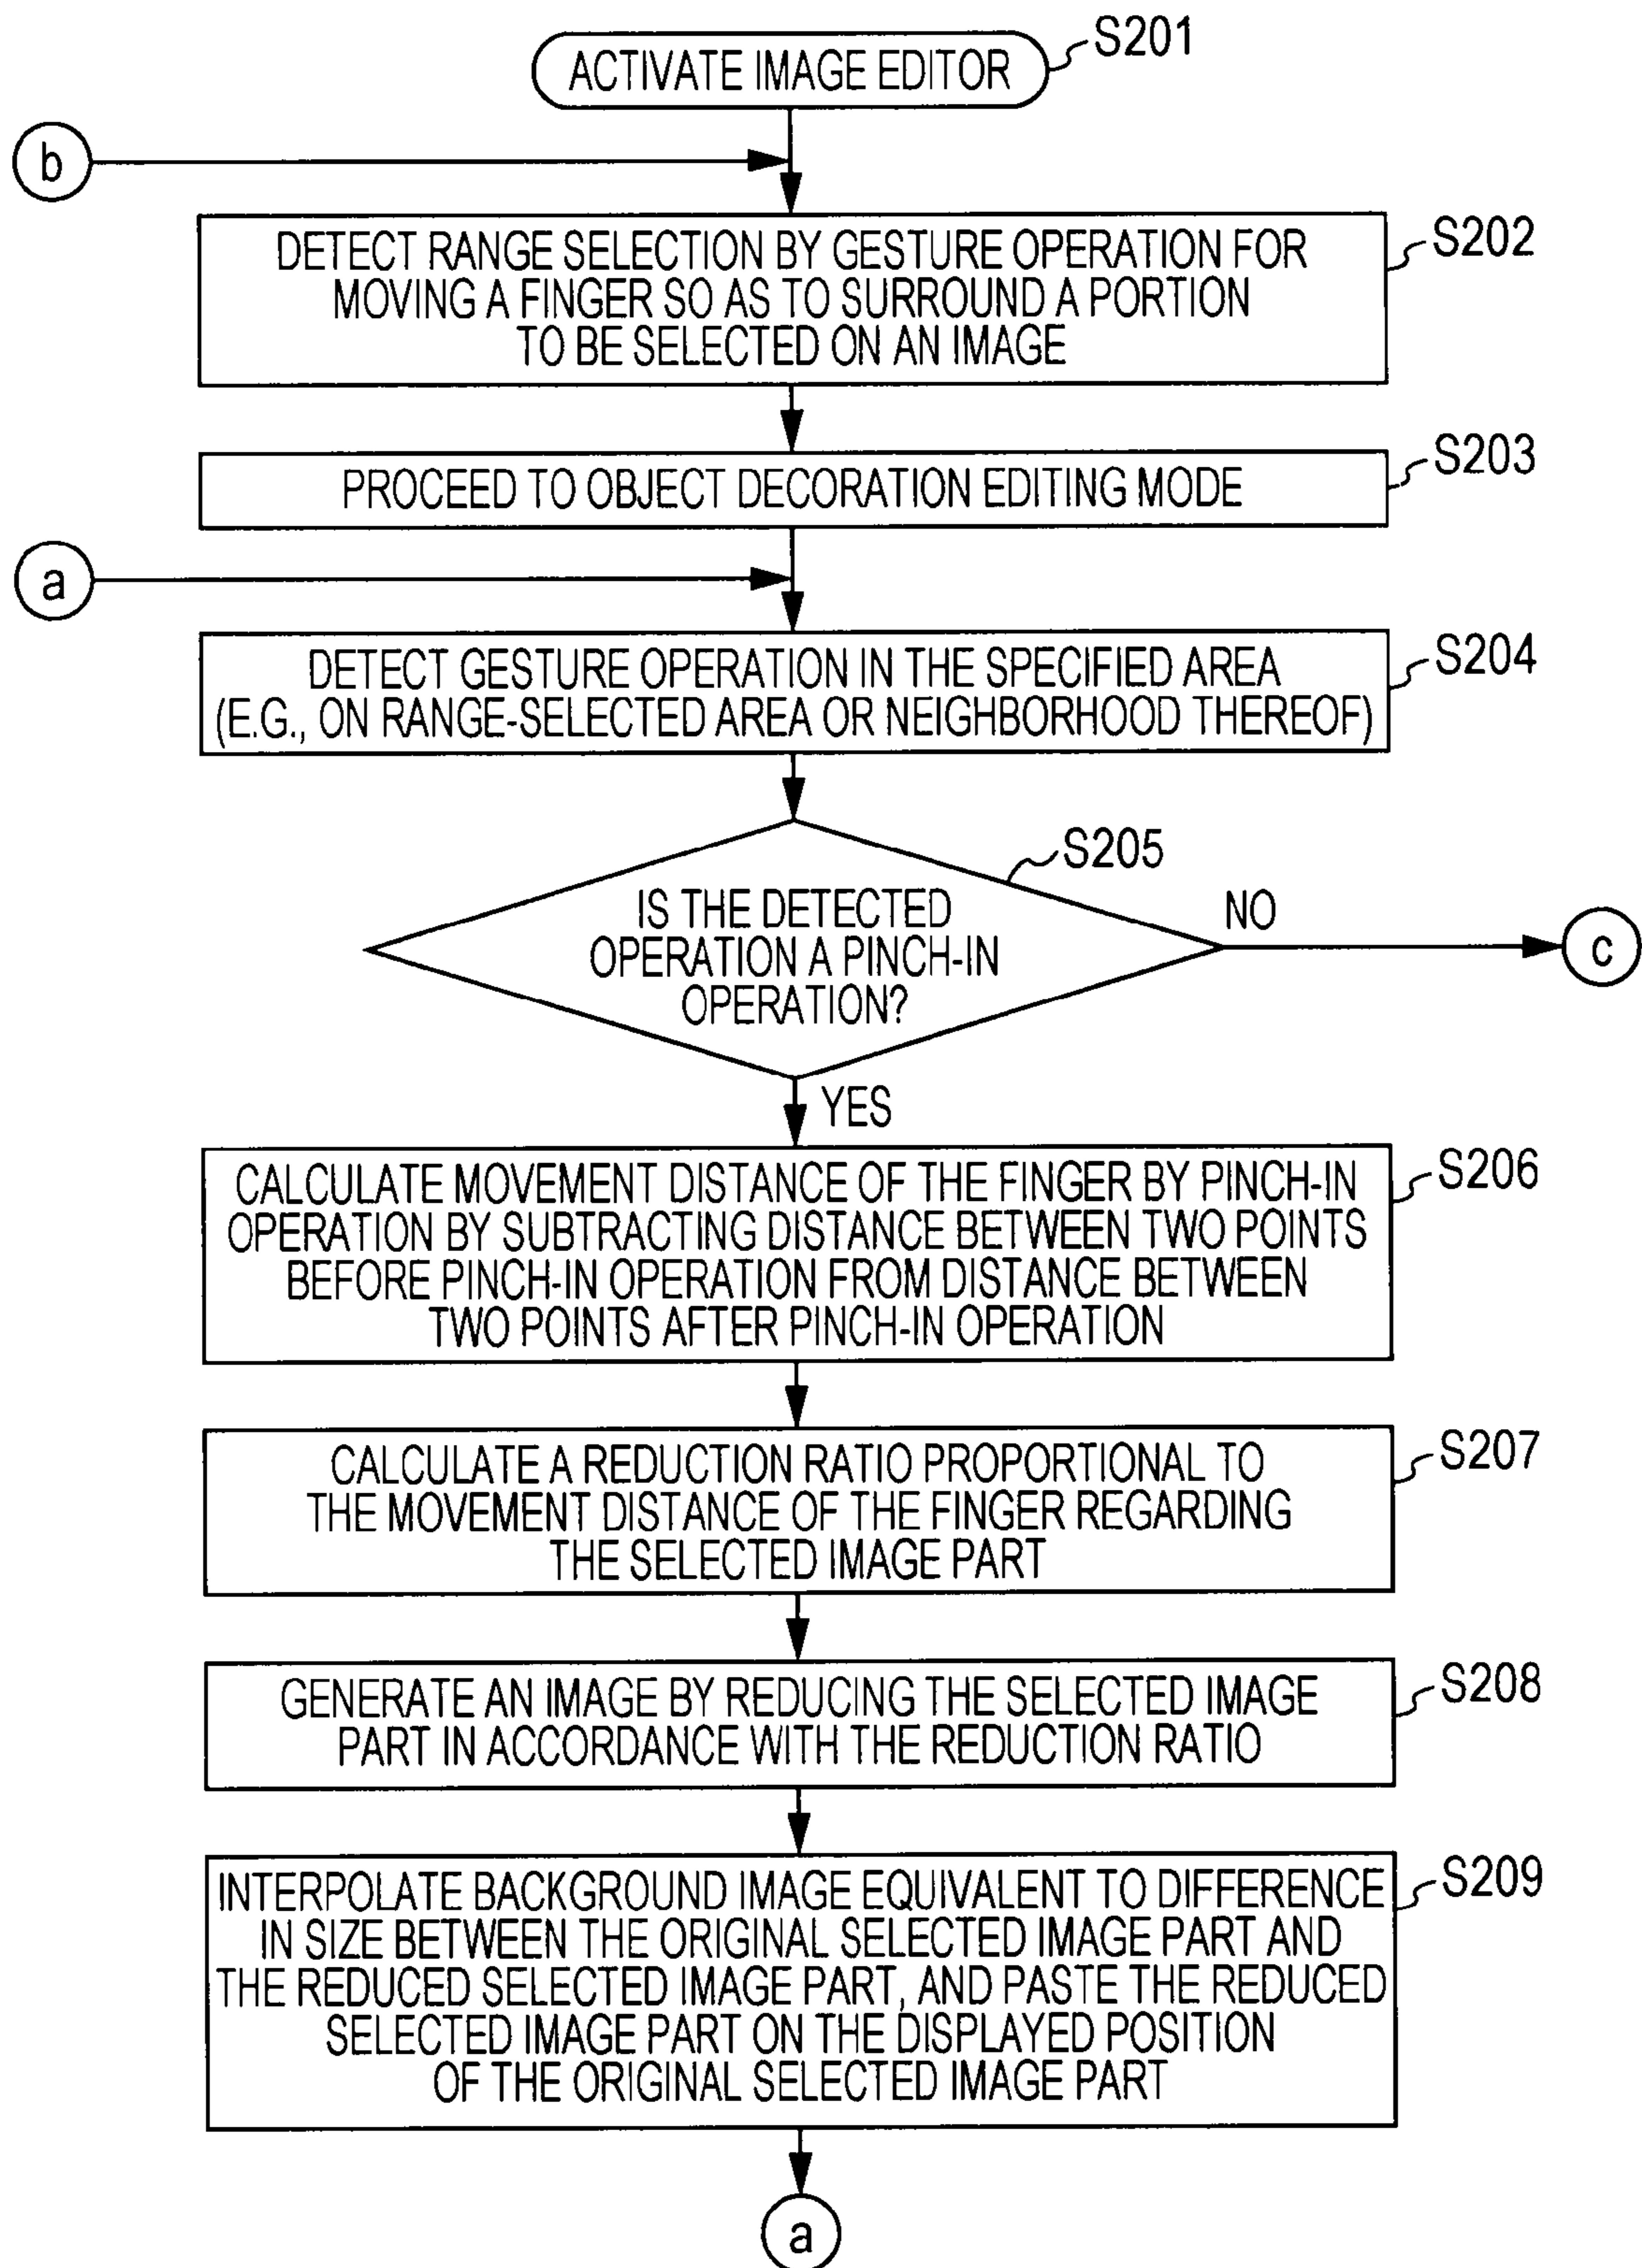 S201
ACTIVATE IMAGE EDITOR
b
S202
DETECT RANGE SELECTION BY GESTURE OPERATION FOR
MOVING A FINGER SO AS TO SURROUND A PORTION
TO BE SELECTED ON AN IMAGE
S203
PROCEED TO OBJECT DECORATION EDITING MODE
a
S204
DETECT GESTURE OPERATION IN THE SPECIFIED AREA
(E.G., ON RANGE-SELECTED AREA OR NEIGHBORHOOD THEREOF)
S205
IS THE DETECTED
OPERATION A PINCH-IN
OPERATION?
NO
c
YES
S206
CALCULATE MOVEMENT DISTANCE OF THE FINGER BY PINCH-IN
OPERATION BY SUBTRACTING DISTANCE BETWEEN TWO POINTS
BEFORE PINCH-IN OPERATION FROM DISTANCE BETWEEN
TWO POINTS AFTER PINCH-IN OPERATION
S207
CALCULATE A REDUCTION RATIO PROPORTIONAL TO
THE MOVEMENT DISTANCE OF THE FINGER REGARDING
THE SELECTED IMAGE PART
S208
GENERATE AN IMAGE BY REDUCING THE SELECTED IMAGE
PART IN ACCORDANCE WITH THE REDUCTION RATIO
S209
INTERPOLATE BACKGROUND IMAGE EQUIVALENT TO DIFFERENCE
IN SIZE BETWEEN THE ORIGINAL SELECTED IMAGE PART AND
THE REDUCED SELECTED IMAGE PART, AND PASTE THE REDUCED
SELECTED IMAGE PART ON THE DISPLAYED POSITION
OF THE ORIGINAL SELECTED IMAGE PART
a